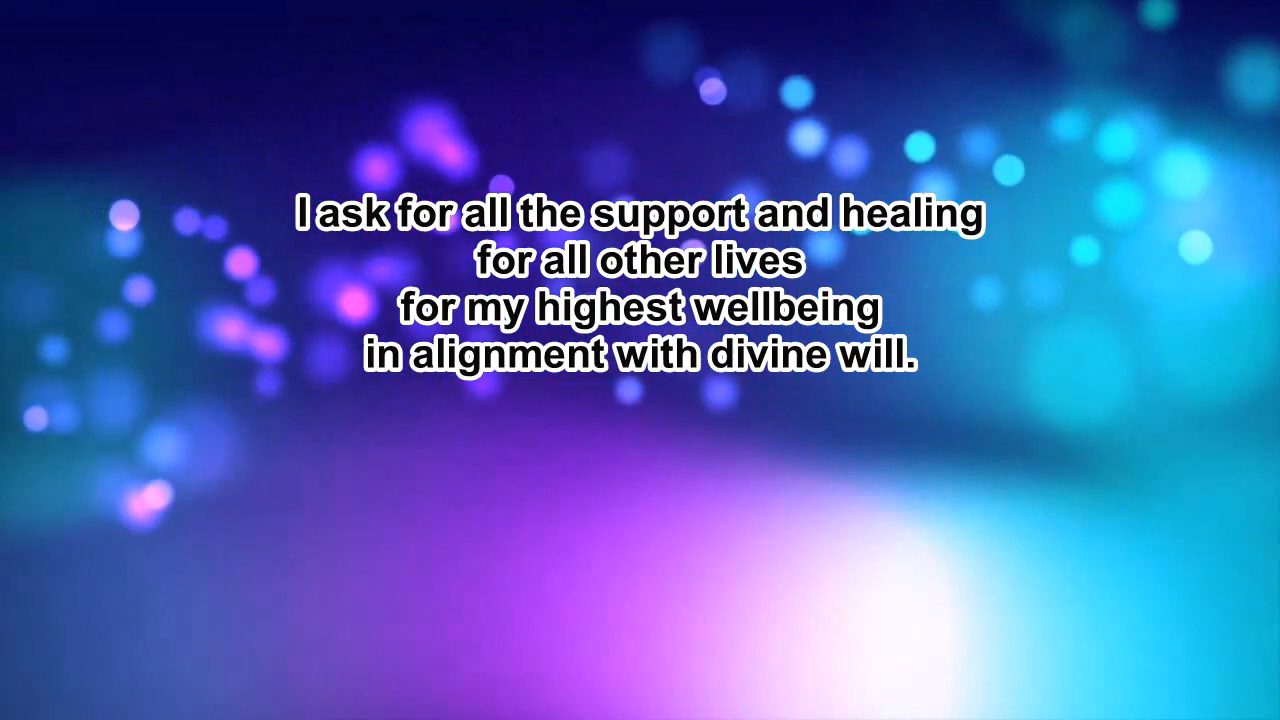 I ask for all the support and healing
for all other lives
for my highest wellbeing
in alignment with divine will.